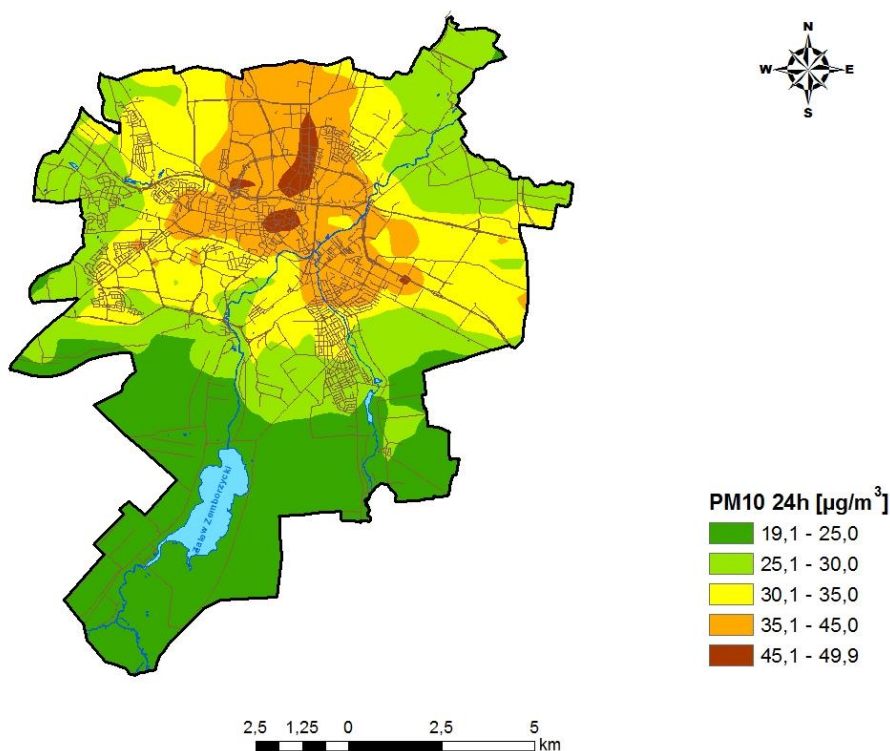 N
W E
S
Zalew Zemborzycki
PM10 24h [µg/m³]
19,1 - 25,0
25,1 - 30,0
30,1 - 35,0
35,1 - 45,0
45,1 - 49,9
2,5 1,25 0 2,5 5
km